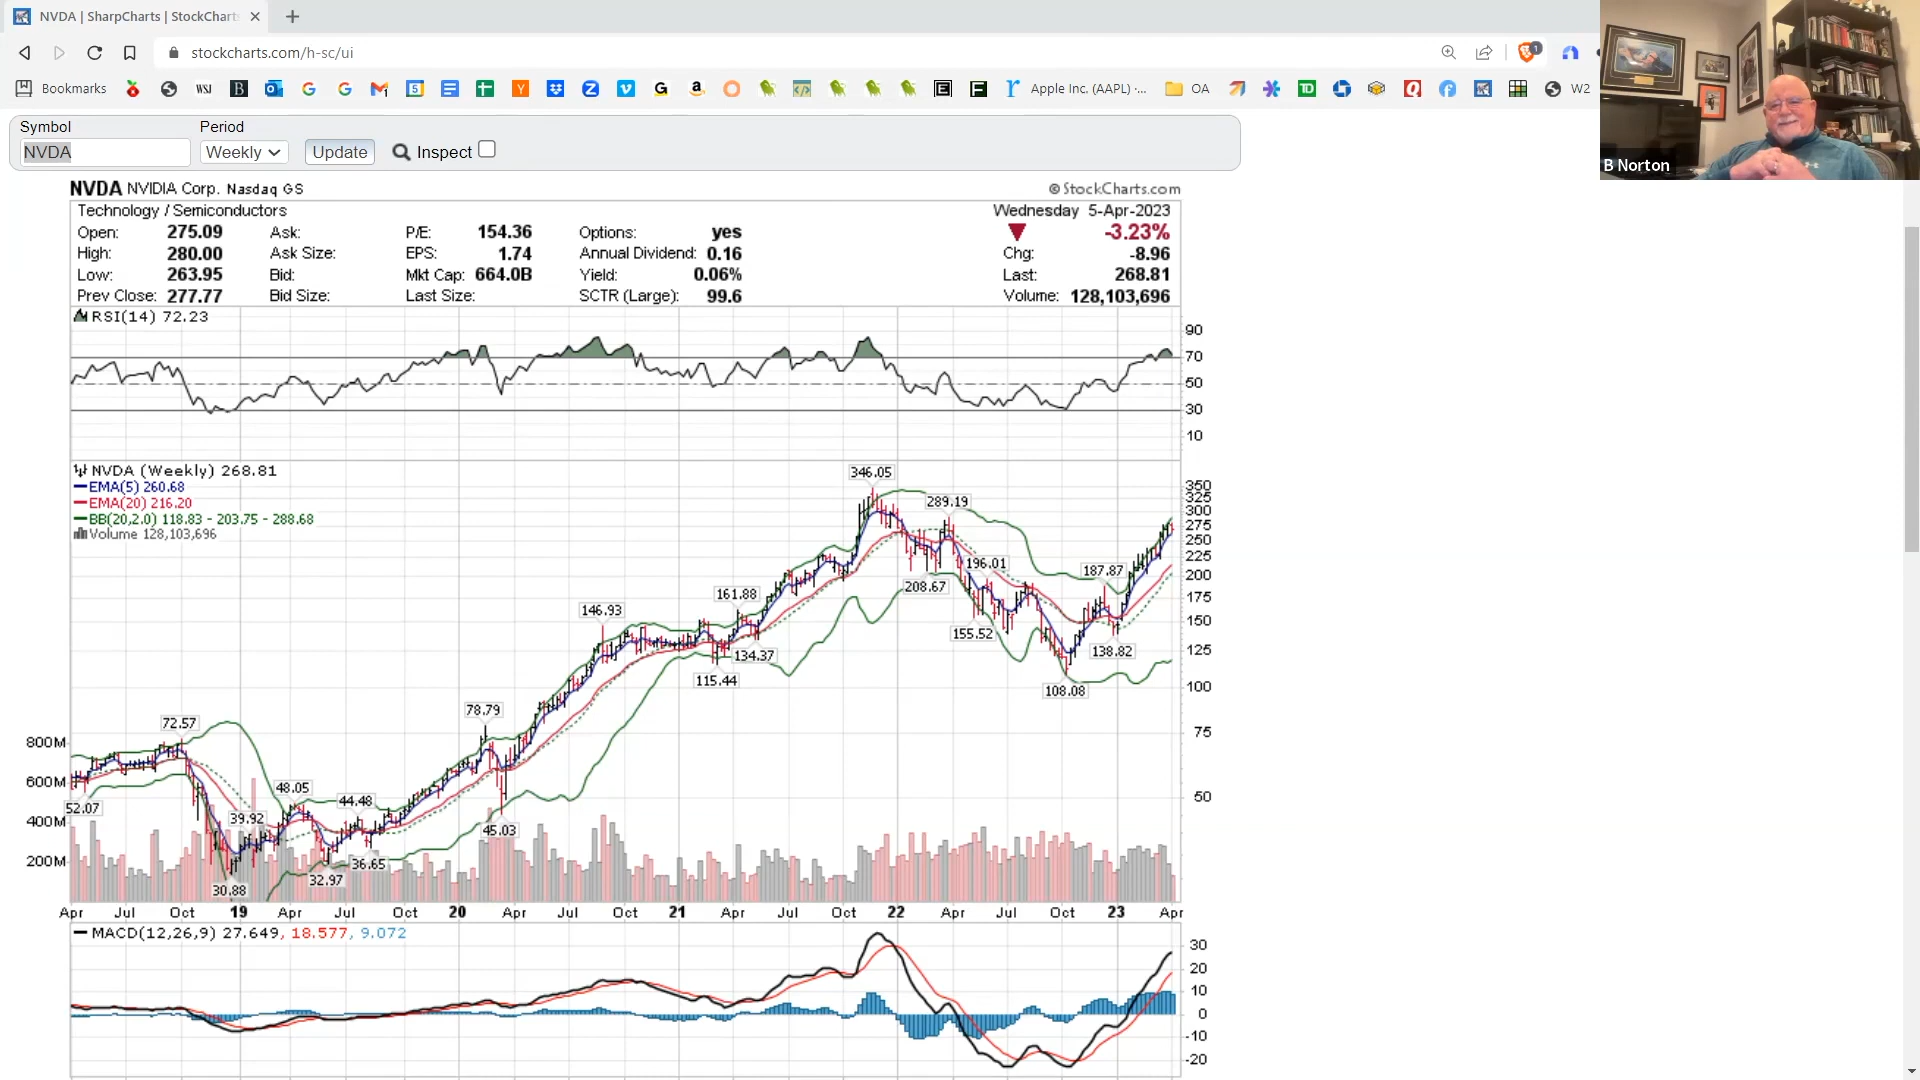 NVDA | SharpCharts | StockChart
stockcharts.com/h-sc/ui
1
Bookmarks
WSJ
B
5
Apple Inc. (AAPL) -...
OA
TD
W2
B Norton
Symbol
Period
NVDA
Weekly
Update
Inspect
NVDA NVIDIA Corp. Nasdaq GS
© StockCharts.com
Technology / Semiconductors
Wednesday 5-Apr-2023
Open: 275.09 Ask: P/E: 154.36 Options: yes -3.23%
High: 280.00 Ask Size: EPS: 1.74 Annual Dividend: 0.16 Chg: -8.96
Low: 263.95 Bid: Mkt Cap: 664.0B Yield: 0.06% Last: 268.81
Prev Close: 277.77 Bid Size: Last Size: SCTR (Large): 99.6 Volume: 128,103,696
RSI(14) 72.23
90
70
50
30
10
NVDA (Weekly) 268.81
EMA(5) 260.68
EMA(20) 216.20
BB(20,2.0) 118.83 - 203.75 - 288.68
Volume 128,103,696
346.05
289.19
196.01
187.87
208.67
161.88
146.93
155.52
134.37
138.82
115.44
108.08
78.79
72.57
48.05
44.48
52.07
39.92
45.03
36.65
32.97
30.88
350
325
300
275
250
225
200
175
150
125
100
75
50
800M
600M
400M
200M
Apr Jul Oct 19 Apr Jul Oct 20 Apr Jul Oct 21 Apr Jul Oct 22 Apr Jul Oct 23 Apr
MACD(12,26,9) 27.649, 18.577, 9.072
30
20
10
0
-10
-20